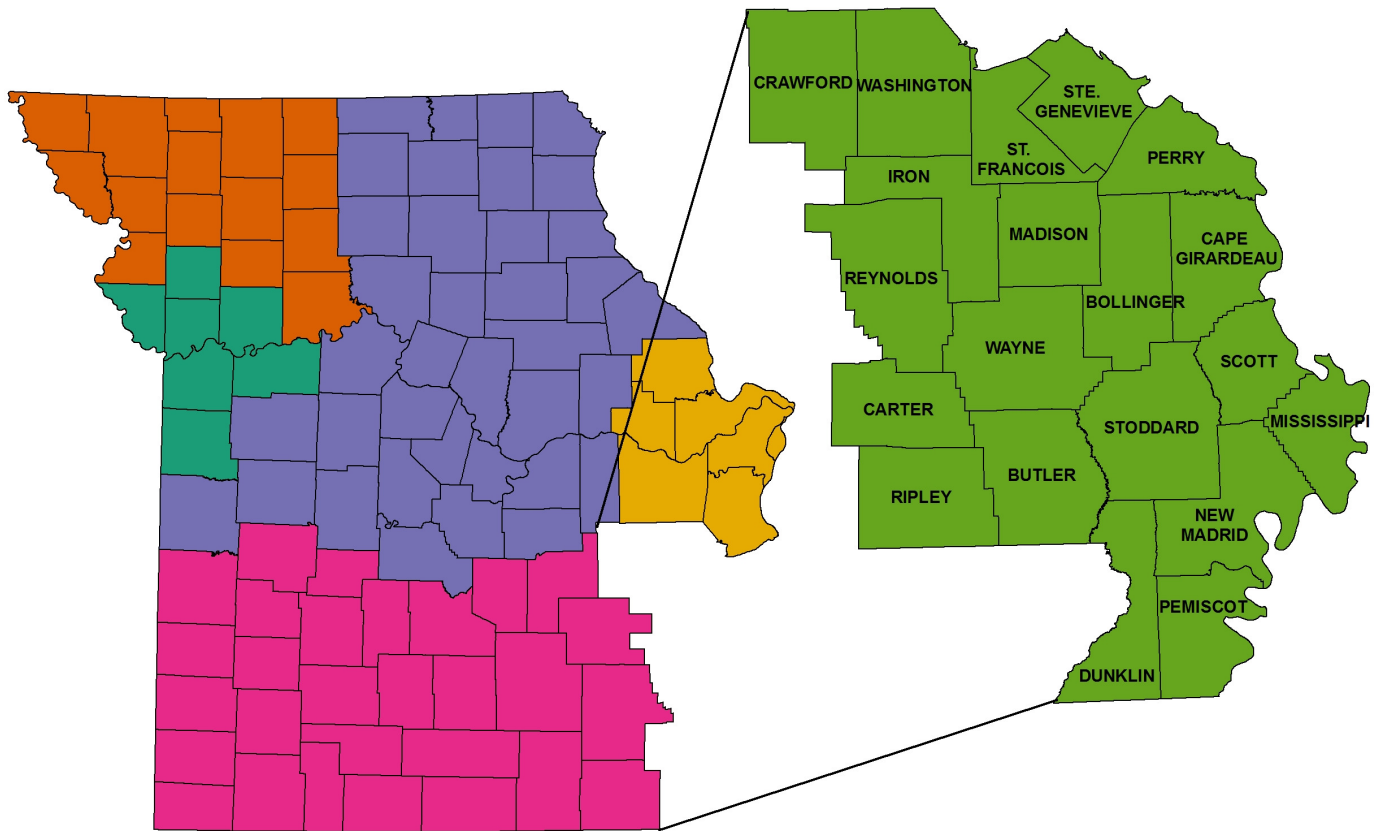 CRAWFORD
WASHINGTON
STE.
GENEVIEVE
ST.
FRANCOIS
PERRY
IRON
MADISON
CAPE
GIRARDEAU
REYNOLDS
BOLLINGER
WAYNE
SCOTT
CARTER
STODDARD
MISSISSIPPI
RIPLEY
BUTLER
NEW
MADRID
PEMISCOT
DUNKLIN